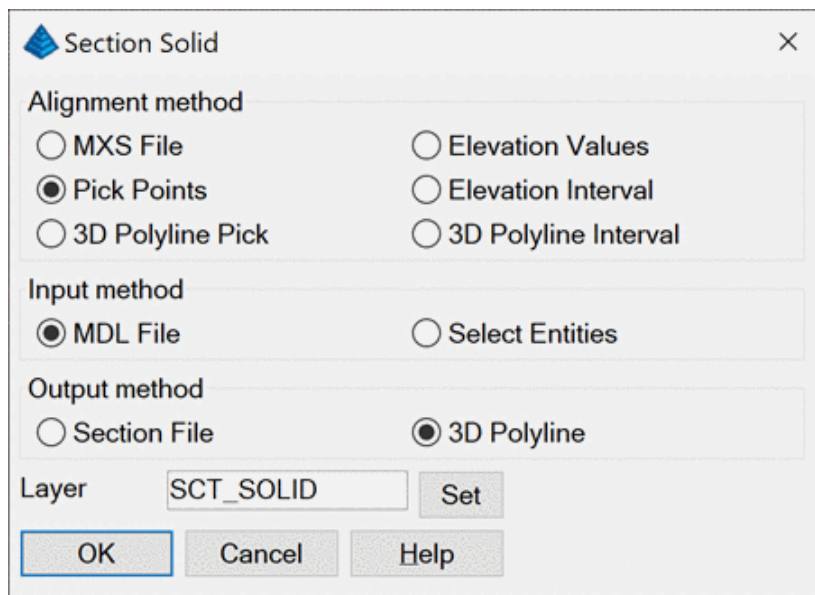 Section Solid
Alignment method
MXS File Elevation Values
Pick Points Elevation Interval
3D Polyline Pick 3D Polyline Interval
Input method
MDL File Select Entities
Output method
Section File 3D Polyline
Layer SCT_SOLID Set
OK Cancel Help